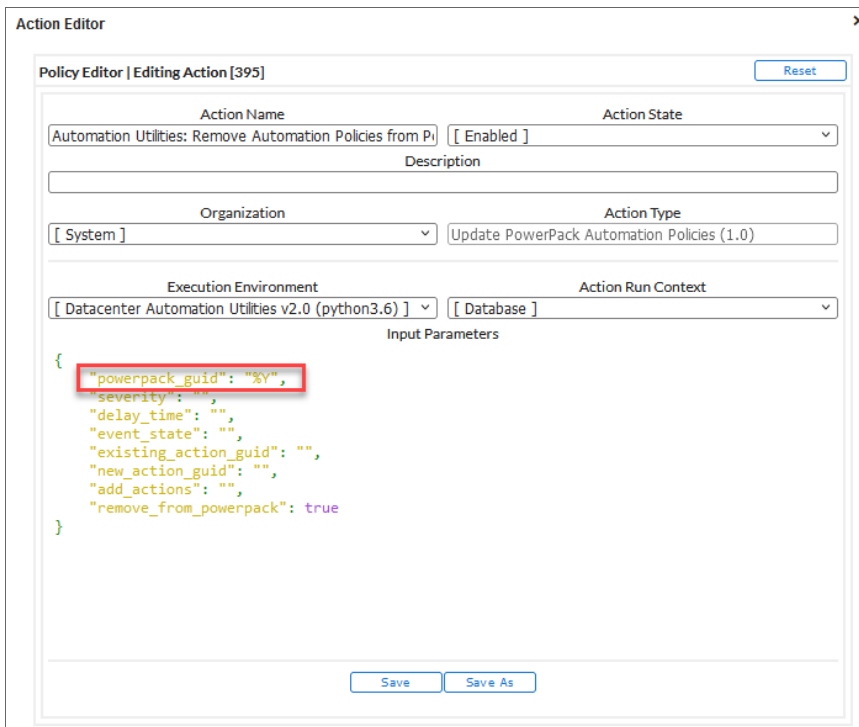 Action Editor
Policy Editor | Editing Action [395]
Reset
Action Name
Action State
Automation Utilities: Remove Automation Policies from P
[ Enabled ]
Description
Organization
Action Type
[ System ]
Update PowerPack Automation Policies (1.0)
Execution Environment
Action Run Context
[ Datacenter Automation Utilities v2.0 (python3.6) ]
[ Database ]
Input Parameters
{
"powerpack_guid": "%Y",
"severity": "",
"delay_time": "",
"event_state": "",
"existing_action_guid": "",
"new_action_guid": "",
"add_actions": "",
"remove_from_powerpack": true
}
Save
Save As